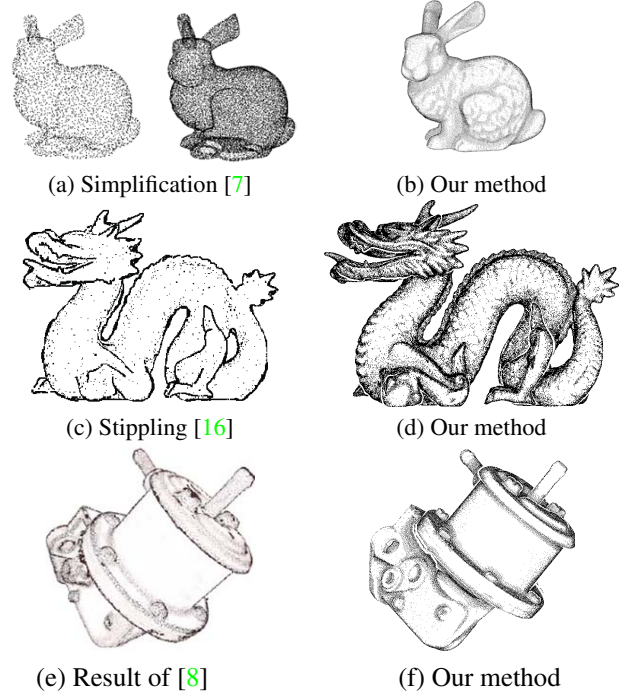 (a) Simplification [7]
(b) Our method
(c) Stippling [16]
(d) Our method
(e) Result of [8]
(f) Our method